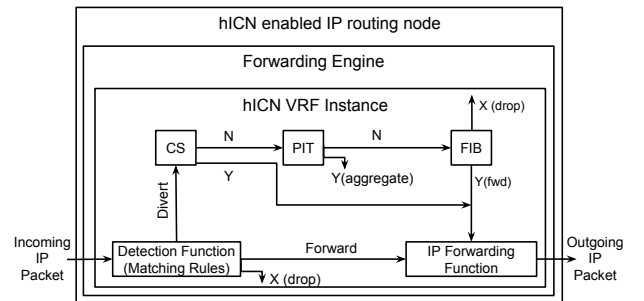 hICN enabled IP routing node
Forwarding Engine
hICN VRF Instance
X (drop)
CS
N
PIT
N
FIB
Y
Y(aggregate)
Y(fwd)
Divert
Incoming
IP
Packet
Detection Function
(Matching Rules)
Forward
X (drop)
IP Forwarding
Function
Outgoing
IP
Packet